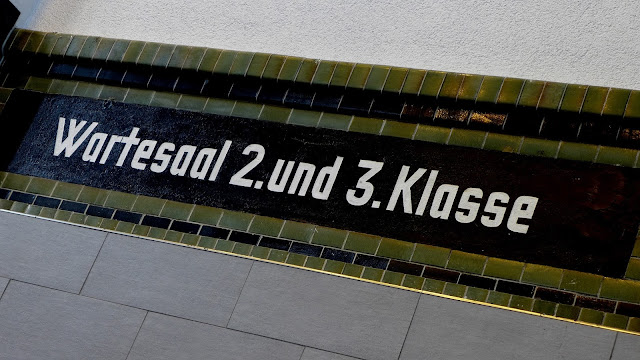 Wartesaal 2. und 3. Klasse